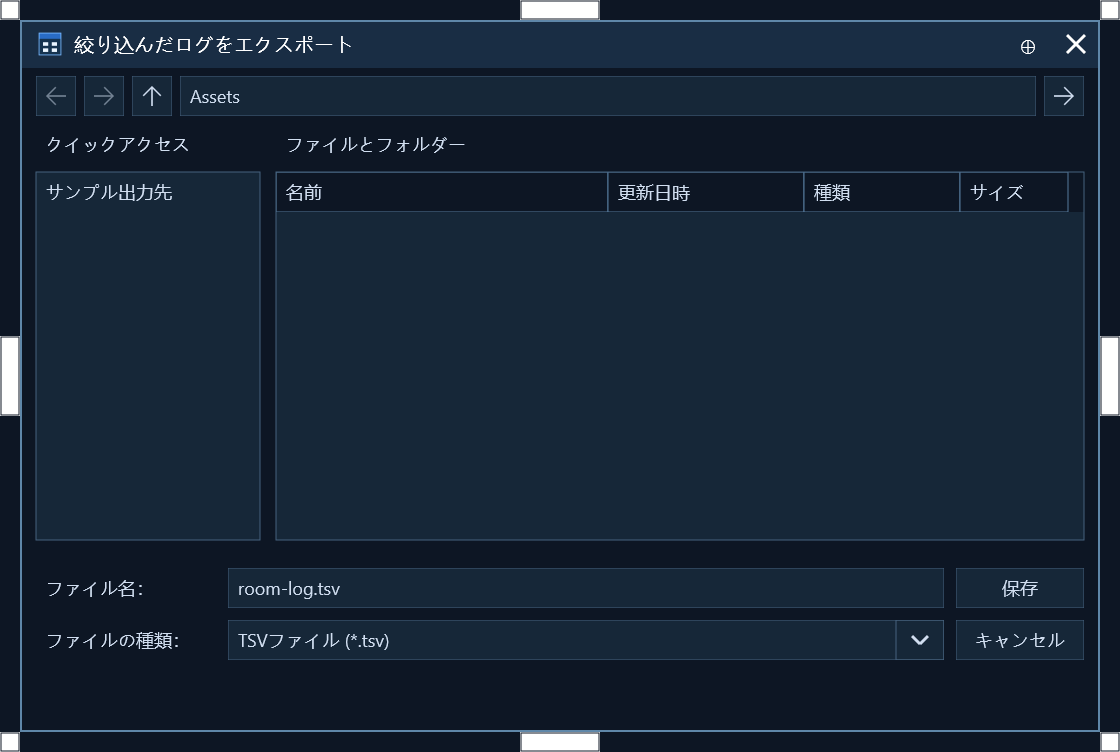 絞り込んだログをエクスポート
Assets
クイックアクセス
ファイルとフォルダー
サンプル出力先
名前 更新日時 種類 サイズ
ファイル名: room-log.tsv 保存
ファイルの種類: TSVファイル (*.tsv) キャンセル